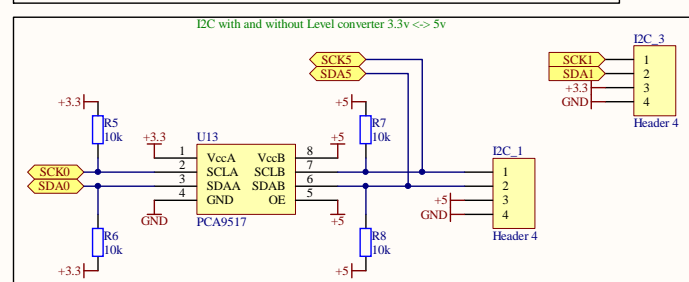 I2C with and without Level converter 3.3v <-> 5v
I2C_3
SCK5
SCK1
1
SDA5
SDA1
2
+3.3
3
GND
4
Header 4
+3.3
+5
R5
10k
+3.3
U13
+5
R7
10k
I2C_1
1
VccA
VccB
8
SCK0
2
SCLA
SCLB
7
1
SDA0
3
SDAA
SDAB
6
2
4
GND
OE
5
+5
3
GND
PCA9517
+5
GND
4
R6
10k
R8
10k
Header 4
+3.3
+5